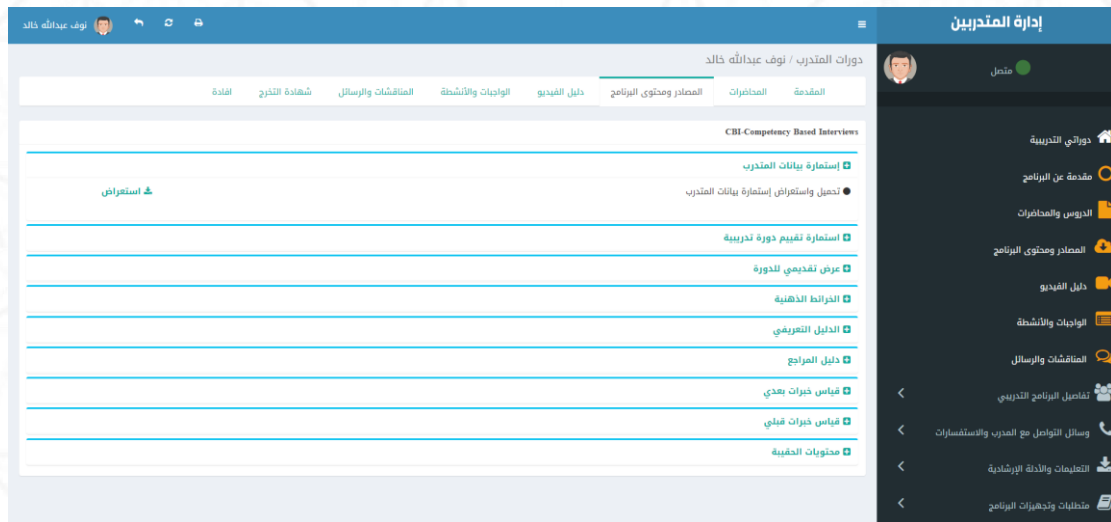 إدارة المتدربين
نوف عبدالله خالد
متصل
دوراتي التدريبية
مقدمة عن البرنامج
الدروس والمحاضرات
المصادر ومحتوى البرنامج
دليل الفيديو
الواجبات والأنشطة
المناقشات والرسائل
تفاصيل البرنامج التدريبي
وسائل التواصل مع المدرب والاستفسارات
التعليمات والأدلة الإرشادية
متطلبات وتجهيزات البرنامج
دورات المتدرب / نوف عبدالله خالد
المقدمة المحاضرات المصادر ومحتوى البرنامج دليل الفيديو الواجبات والأنشطة المناقشات والرسائل شهادة التخرج افادة
CBI-Competency Based Interviews
إستمارة بيانات المتدرب
تحميل واستعراض إستمارة بيانات المتدرب استعراض
استمارة تقييم دورة تدريبية
عرض تقديمي للدورة
الخرائط الذهنية
الدليل التعريفي
دليل المراجع
قياس خبرات بعدي
قياس خبرات قبلي
محتويات الحقيبة